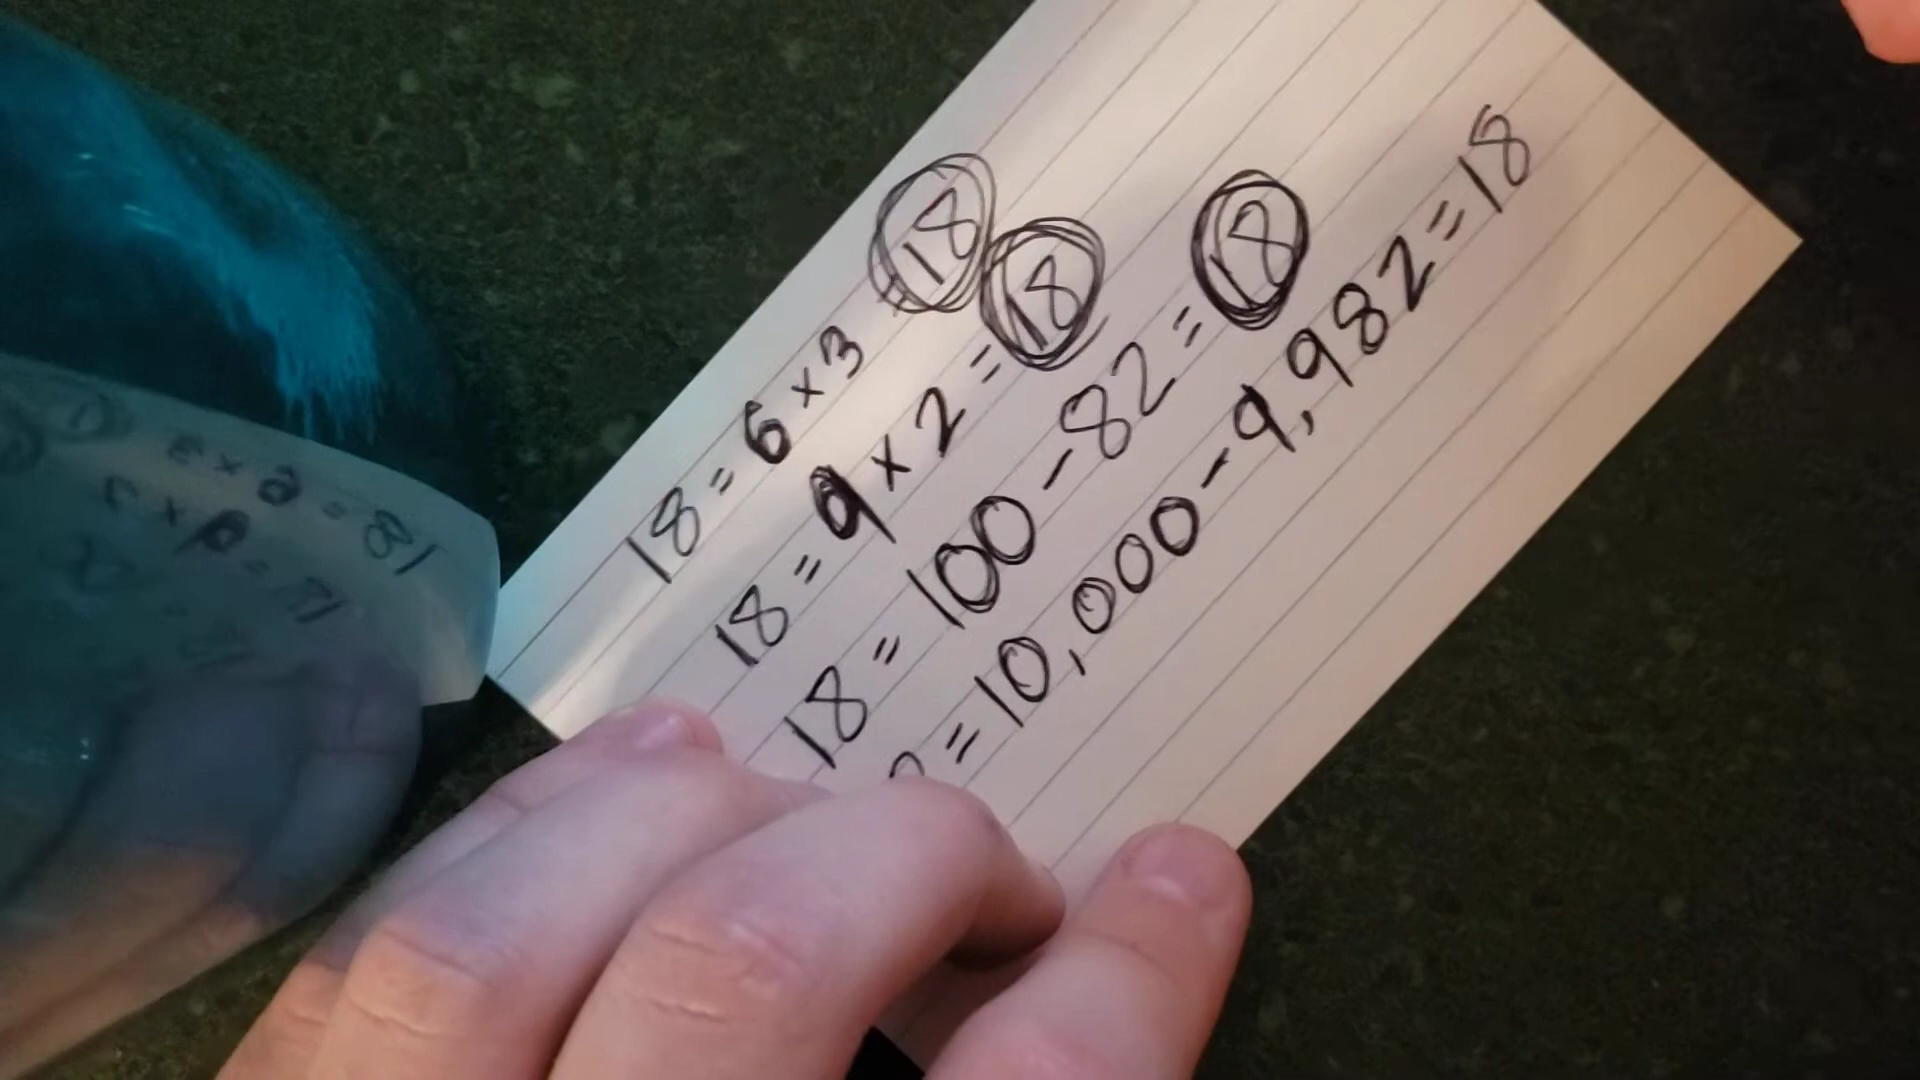 18 = 6 x 3 = 18
18 = 9 x 2 = 18
18 = 100 - 82 = 18
= 10,000 - 9,982 = 18